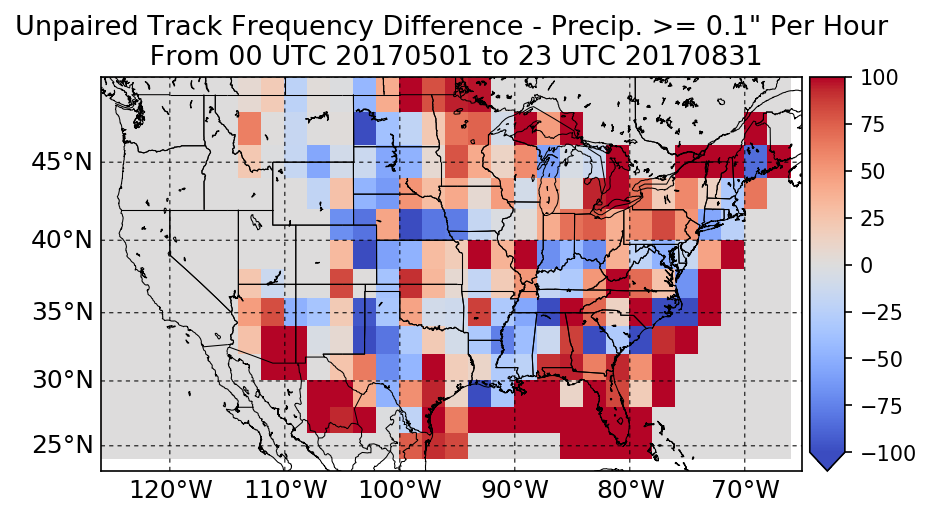 Unpaired Track Frequency Difference - Precip. >= 0.1" Per Hour
From 00 UTC 20170501 to 23 UTC 20170831
100
75
50
25
0
−25
−50
−75
−100
45°N
40°N
35°N
30°N
25°N
120°W 110°W 100°W 90°W 80°W 70°W